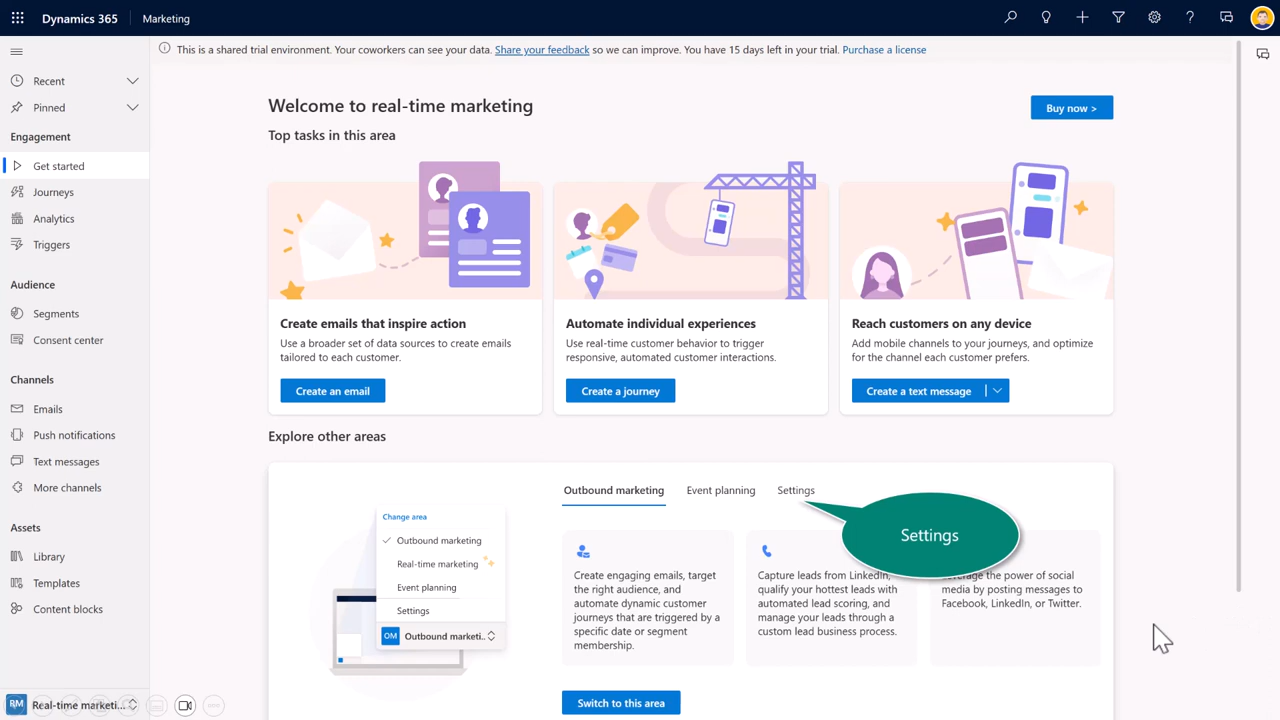 Dynamics 365
Marketing
This is a shared trial environment. Your coworkers can see your data. Share your feedback so we can improve. You have 15 days left in your trial. Purchase a license
Recent
Pinned
Engagement
Get started
Journeys
Analytics
Triggers
Audience
Segments
Consent center
Channels
Emails
Push notifications
Text messages
More channels
Assets
Library
Templates
Content blocks
RM
Real-time marketi...
Welcome to real-time marketing
Buy now >
Top tasks in this area
Create emails that inspire action
Use a broader set of data sources to create emails
tailored to each customer.
Create an email
Automate individual experiences
Use real-time customer behavior to trigger
responsive, automated customer interactions.
Create a journey
Reach customers on any device
Add mobile channels to your journeys, and optimize
for the channel each customer prefers.
Create a text message
Explore other areas
Change area
Outbound marketing
Real-time marketing
Event planning
Settings
OM
Outbound marketi..
Outbound marketing
Event planning
Settings
Settings
Create engaging emails, target
the right audience, and
automate dynamic customer
journeys that are triggered by a
specific date or segment
membership.
Capture leads from LinkedIn,
qualify your hottest leads with
automated lead scoring, and
manage your leads through a
custom lead business process.
the power of social
media by posting messages to
Facebook, LinkedIn, or Twitter.
Switch to this area